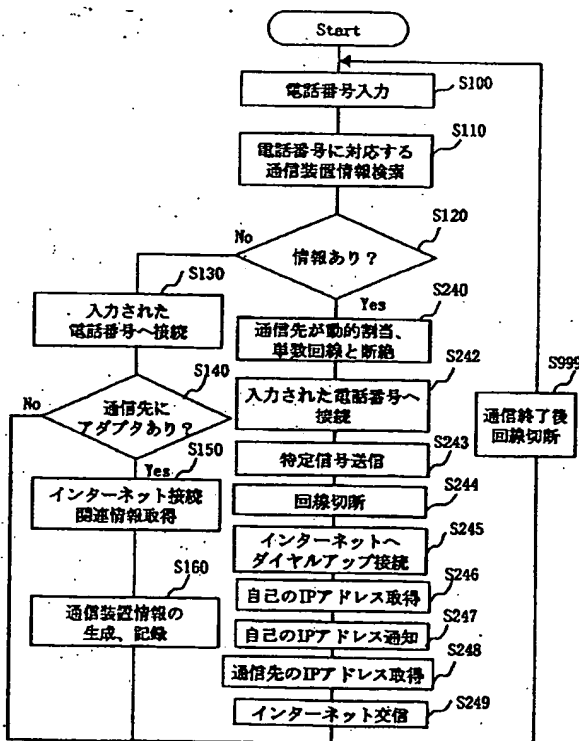 Start
電話番号入力
S100
電話番号に対応する
通信装置情報検索
S110
情報あり？
S120
No
Yes
S130
入力された
電話番号へ接続
S140
通信先に
アダプタあり？
No
Yes
S150
インターネット接続
関連情報取得
S160
通信装置情報の
生成、記録
S240
通信先が動的割当、
単数回線と断絶
S242
入力された電話番号へ
接続
S243
特定信号送信
S244
回線切断
S245
インターネットへ
ダイヤルアップ接続
S246
自己のIPアドレス取得
S247
自己のIPアドレス通知
S248
通信先のIPアドレス取得
S249
インターネット交信
S999
通信終了後
回線切断